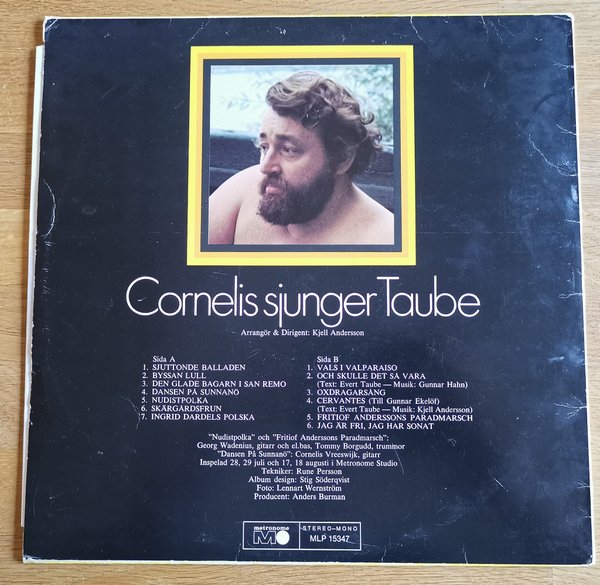 Cornelis sjunger Taube
Arrangör & Dirigent: Kjell Andersson
Sida A
1. SJUTTONDE BALLADEN
2. BYSSAN LULL
3. DEN GLADE BAGARN I SAN REMO
4. DANSEN PÅ SUNNANÖ
5. NUDISTPOLKA
6. SKÄRGÅRDSFRUN
7. INGRID DARDELS POLSKA
Sida B
1. VALS I VALPARAISO
2. OCH SKULLE DET SÅ VARA
(Text: Evert Taube — Musik: Gunnar Hahn)
3. OXDRAGARSÅNG
4. CERVANTES (Till Gunnar Ekelöf)
(Text: Evert Taube — Musik: Kjell Andersson)
5. FRITIOF ANDERSSONS PARADMARSCH
6. JAG ÄR FRI, JAG HAR SONAT
"Nudistpolka" och "Fritiof Anderssons Paradmarsch":
Georg Wadenius, gitarr och el.bas, Tommy Borgudd, trummor
"Dansen På Sunnanö": Cornelis Vreeswijk, gitarr
Inspelad 28, 29 juli och 17, 18 augusti i Metronome Studio
Tekniker: Rune Persson
Album design: Stig Söderqvist
Foto: Lennart Wernström
Producent: Anders Burman
metronome
STEREO-MONO
MLP 15347